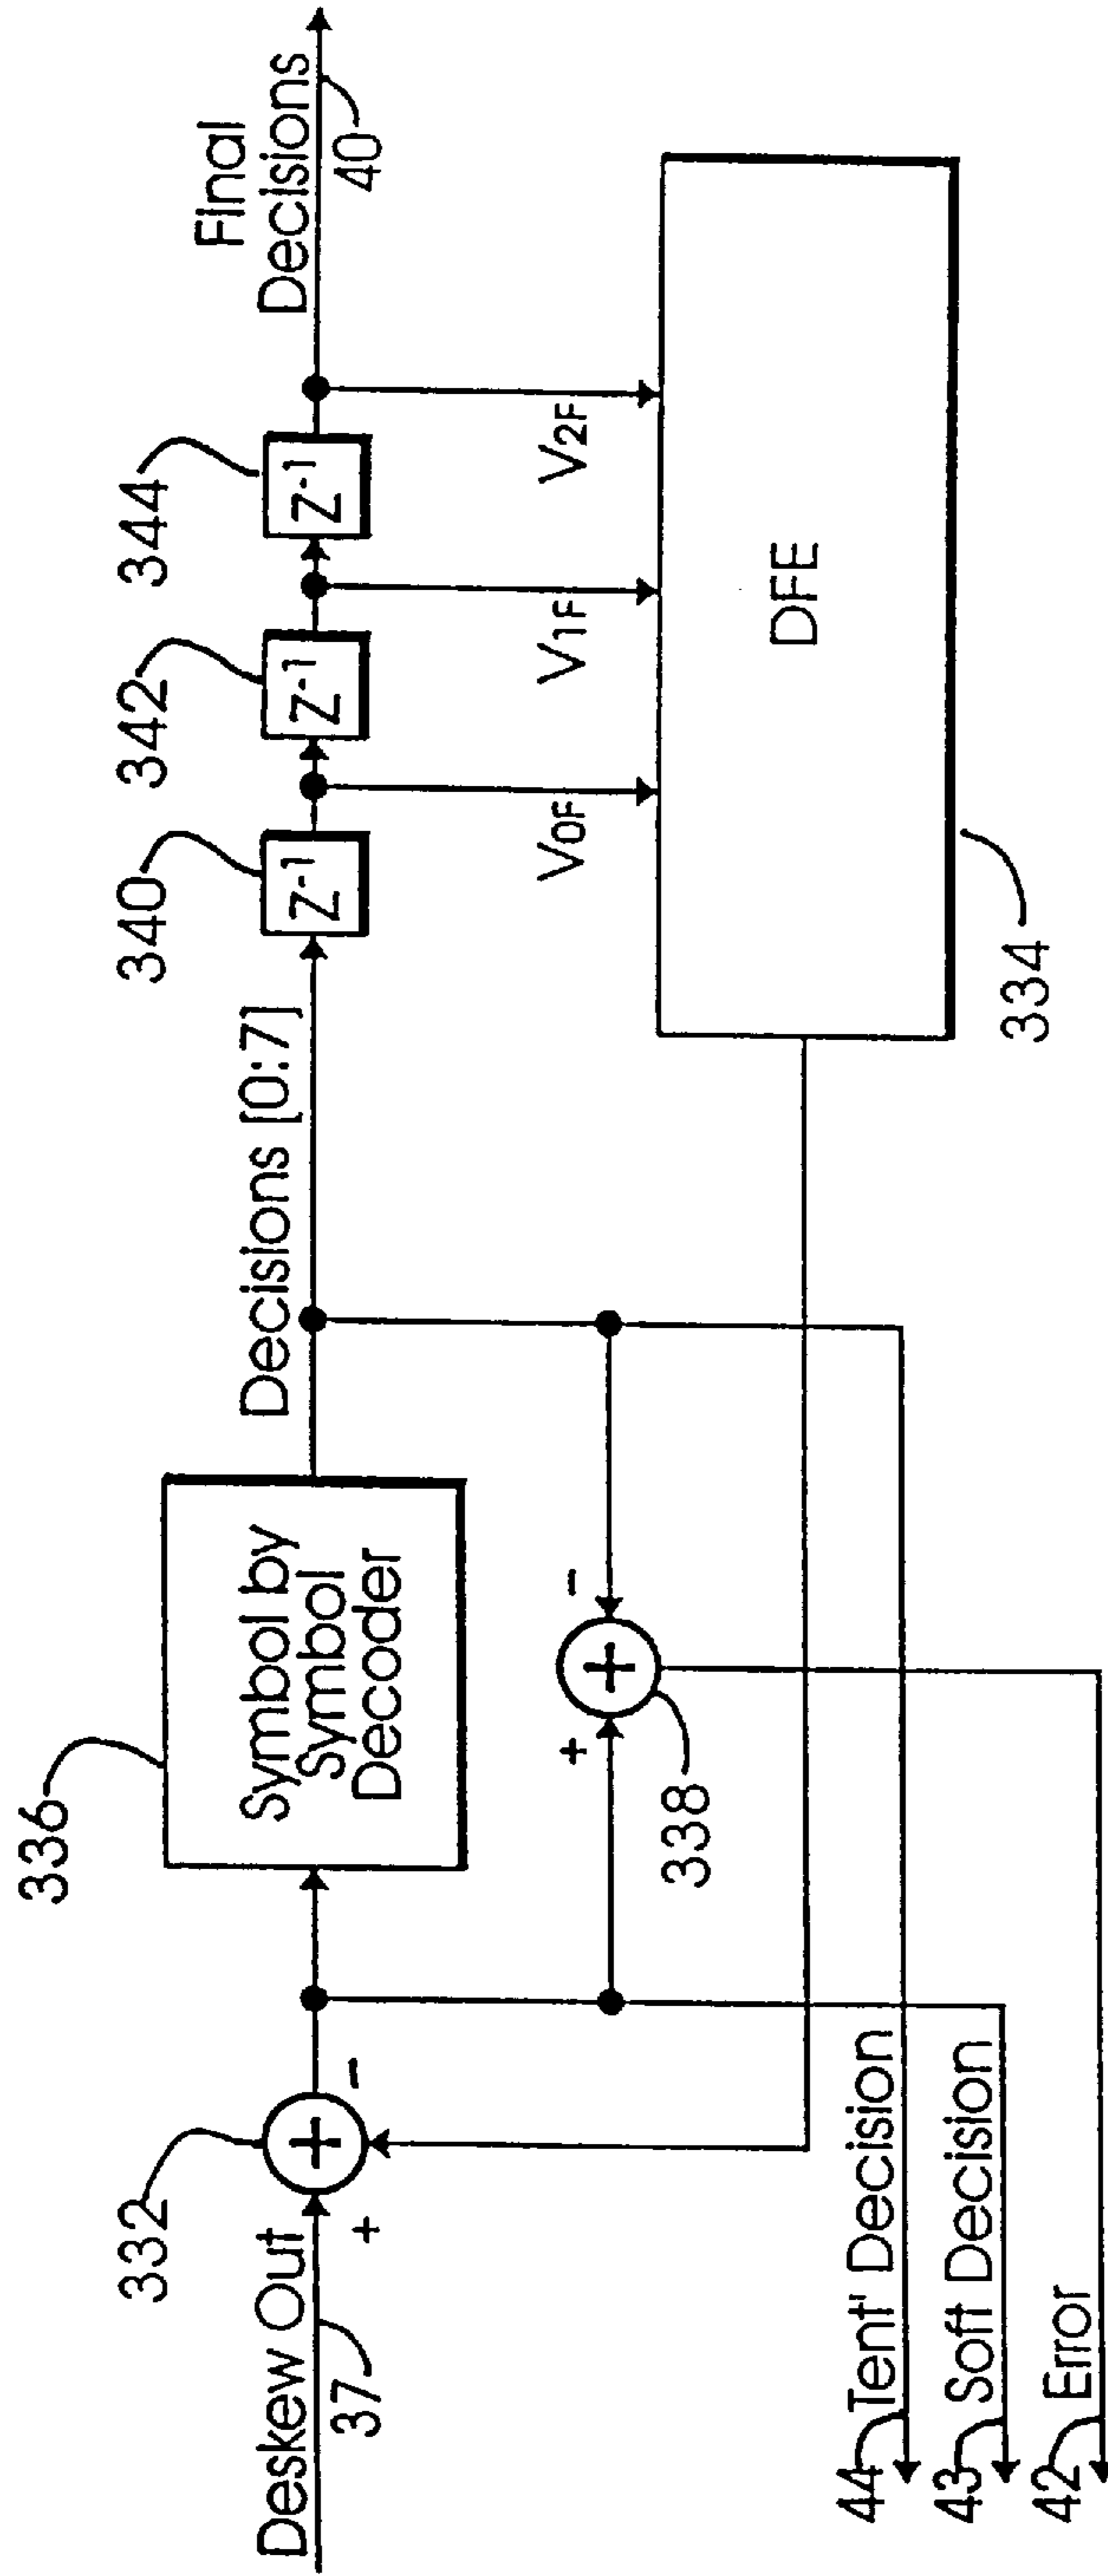 Deskew Out
37
+
-
332
336
Symbol by
Symbol
Decoder
Decisions [0:7]
340
342
344
Z-1
Z-1
Z-1
Final
Decisions
40
V0F
V1F
V2F
DFE
334
+
-
338
44
Tent' Decision
43
Soft Decision
42
Error